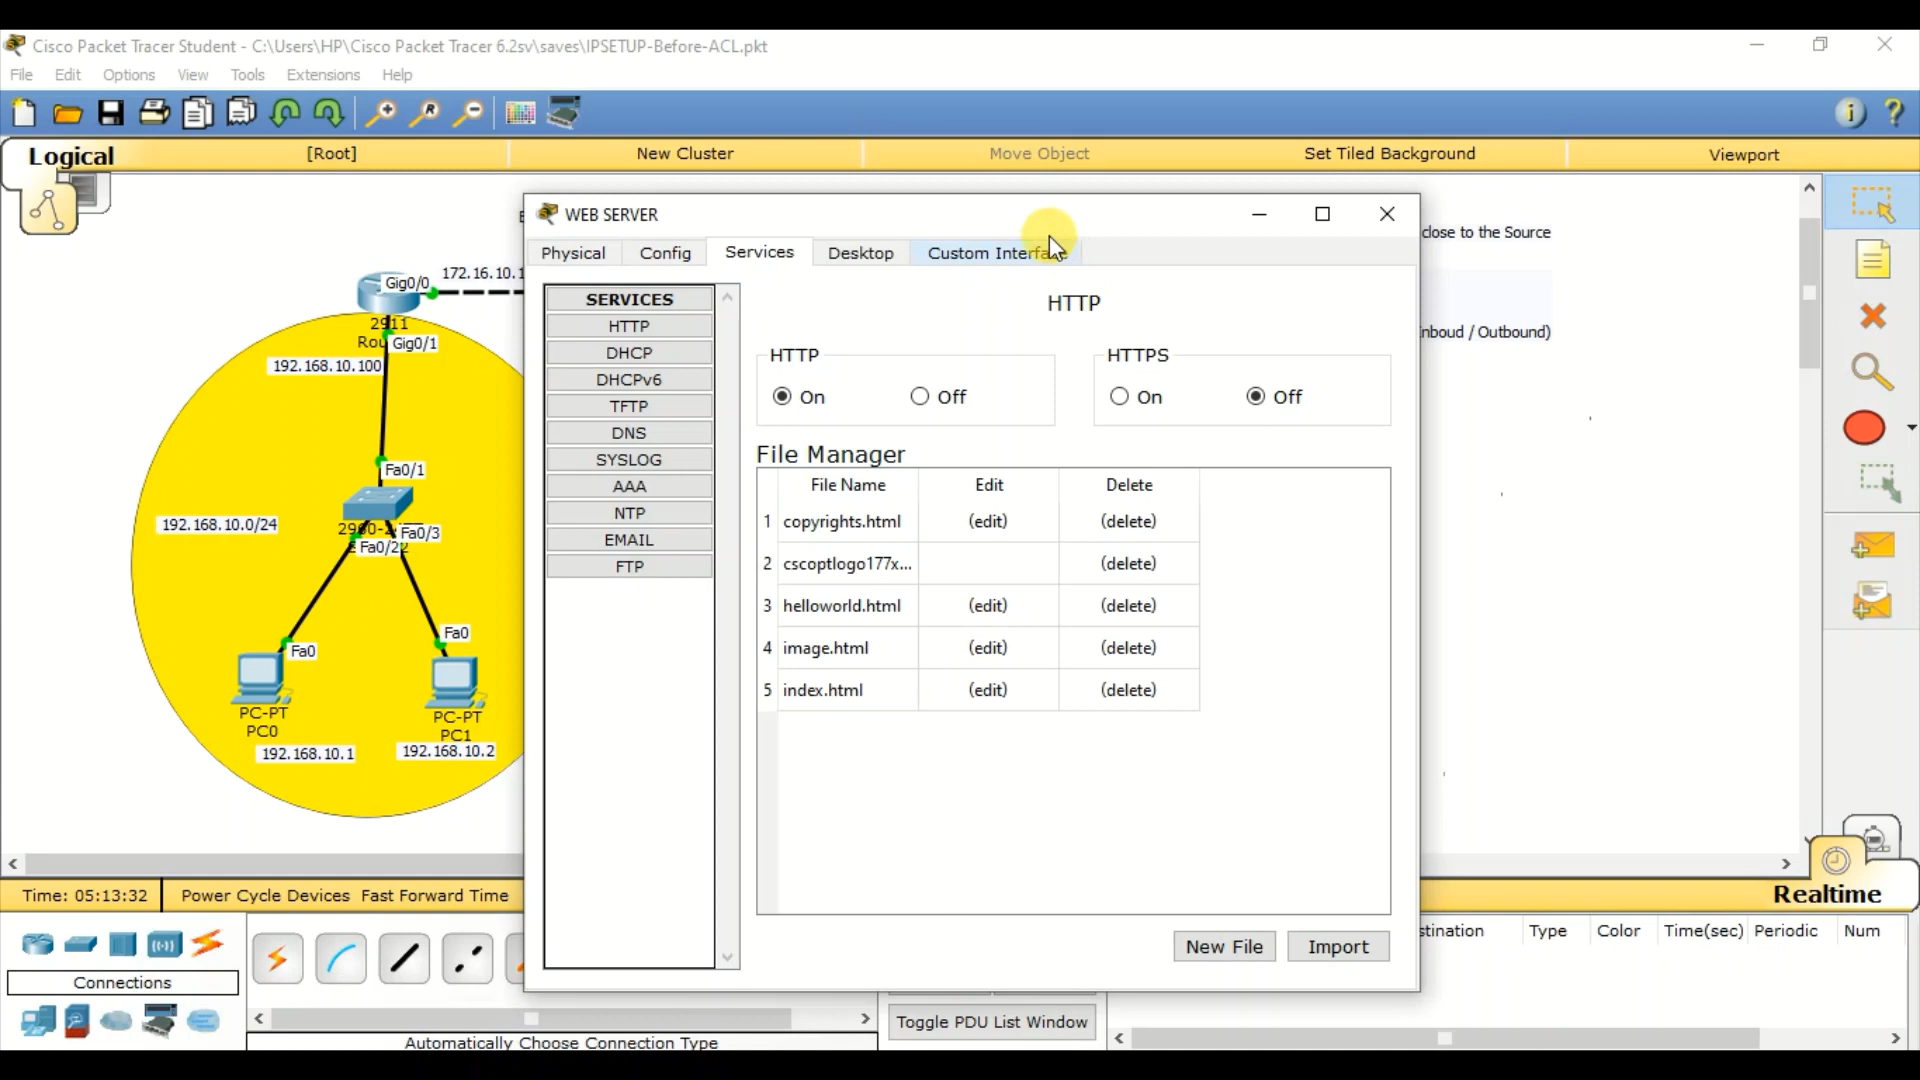 Cisco Packet Tracer Student - C:\Users\HP\Cisco Packet Tracer 6.2sv\saves\IPSETUP-Before-ACL.pkt
File Edit Options View Tools Extensions Help
Logical [Root] New Cluster Move Object Set Tiled Background Viewport
WEB SERVER
Physical Config Services Desktop Custom Interface
close to the Source
172.16.10.1
Gig0/0
2911
Gig0/1
192.168.10.100
Fa0/1
192.168.10.0/24
Fa0/3
Fa0/22
Fa0
Fa0
PC-PT
PC0
192.168.10.1
PC-PT
PC1
192.168.10.2
SERVICES
HTTP
DHCP
DHCPv6
TFTP
DNS
SYSLOG
AAA
NTP
EMAIL
FTP
HTTP
HTTP
On Off
HTTPS
On Off
File Manager
File Name Edit Delete
1 copyrights.html (edit) (delete)
2 cscoptlogo177x... (delete)
3 helloworld.html (edit) (delete)
4 image.html (edit) (delete)
5 index.html (edit) (delete)
New File Import
nboud / Outbound)
Time: 05:13:32 Power Cycle Devices Fast Forward Time
Realtime
Connections
Automatically Choose Connection Type
Toggle PDU List Window
stination Type Color Time(sec) Periodic Num